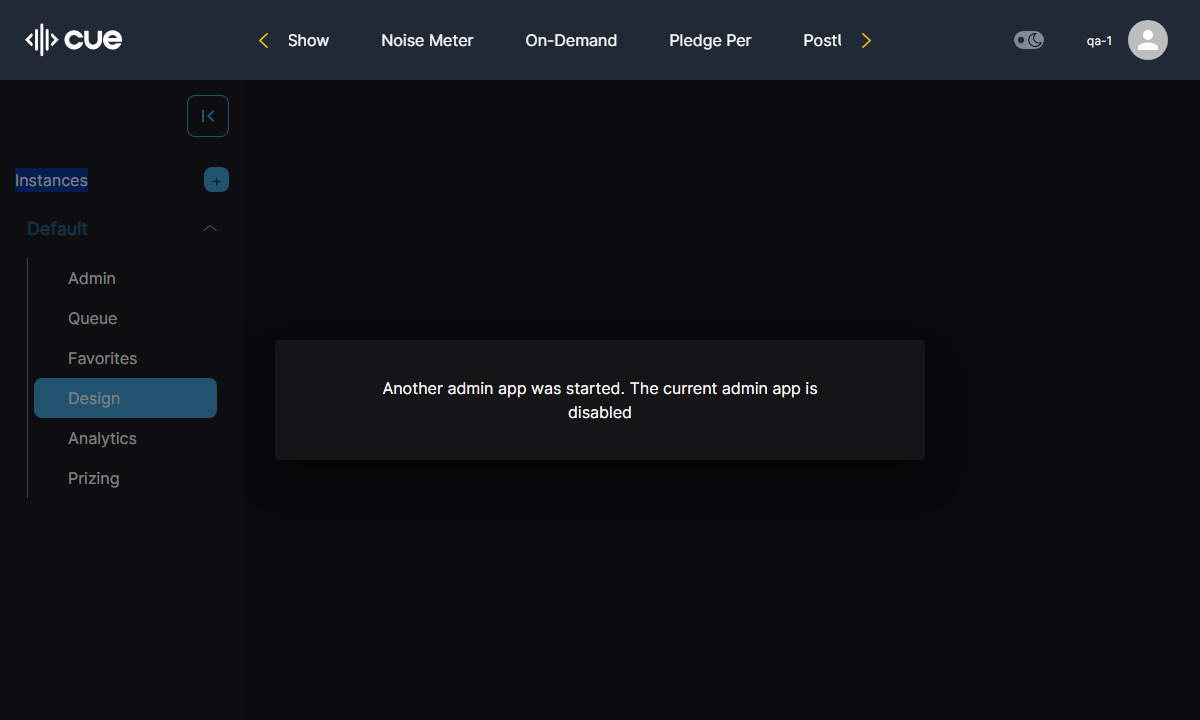 cue
Show Noise Meter On-Demand Pledge Per
qa-1
Instances
+
Default
Admin
Queue
Favorites
Design
Analytics
Prizing
Another admin app was started. The current admin app is
disabled